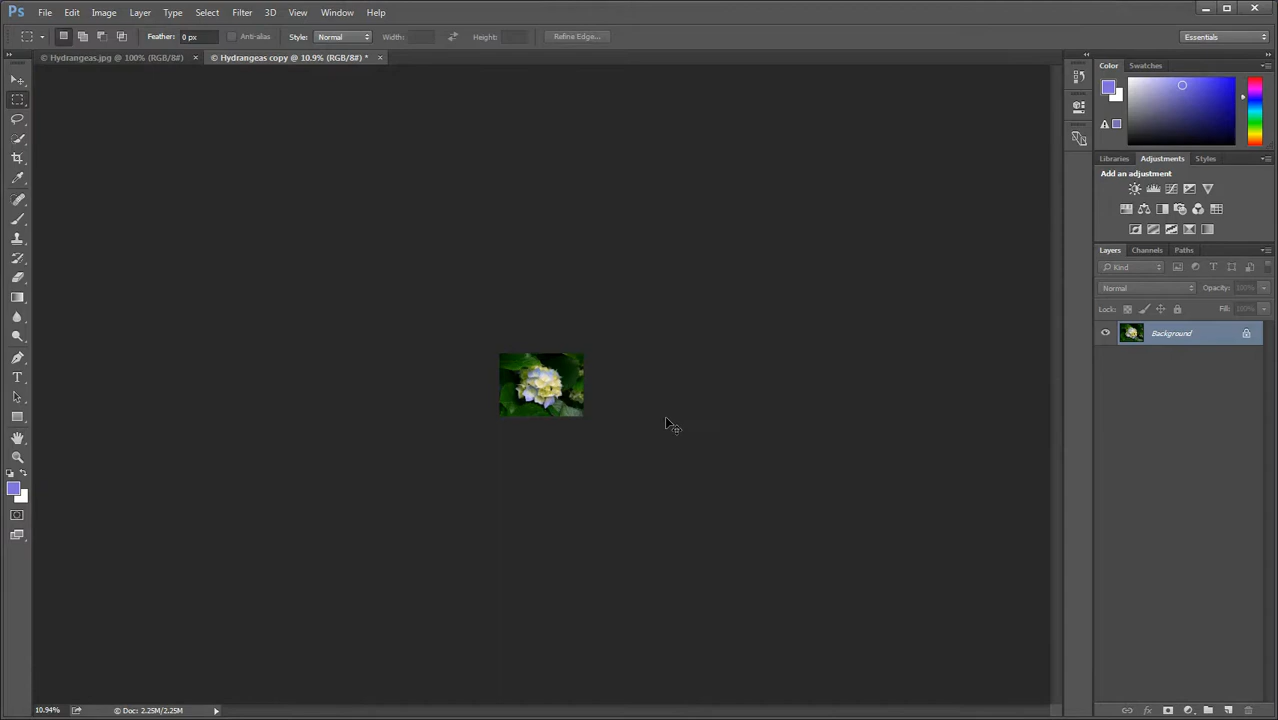 Ps File Edit Image Layer Type Select Filter 3D View Window Help
Feather: 0 px Anti-alias Style: Normal Width: Height: Refine Edge... Essentials
© Hydrangeas.jpg @ 100% (RGB/8#) × © Hydrangeas copy @ 10.9% (RGB/8#) * ×
Color Swatches
Libraries Adjustments Styles
Add an adjustment
Layers Channels Paths
Kind
Normal Opacity: 100%
Lock: Fill: 100%
Background
10.94% © Doc: 2.25M/2.25M